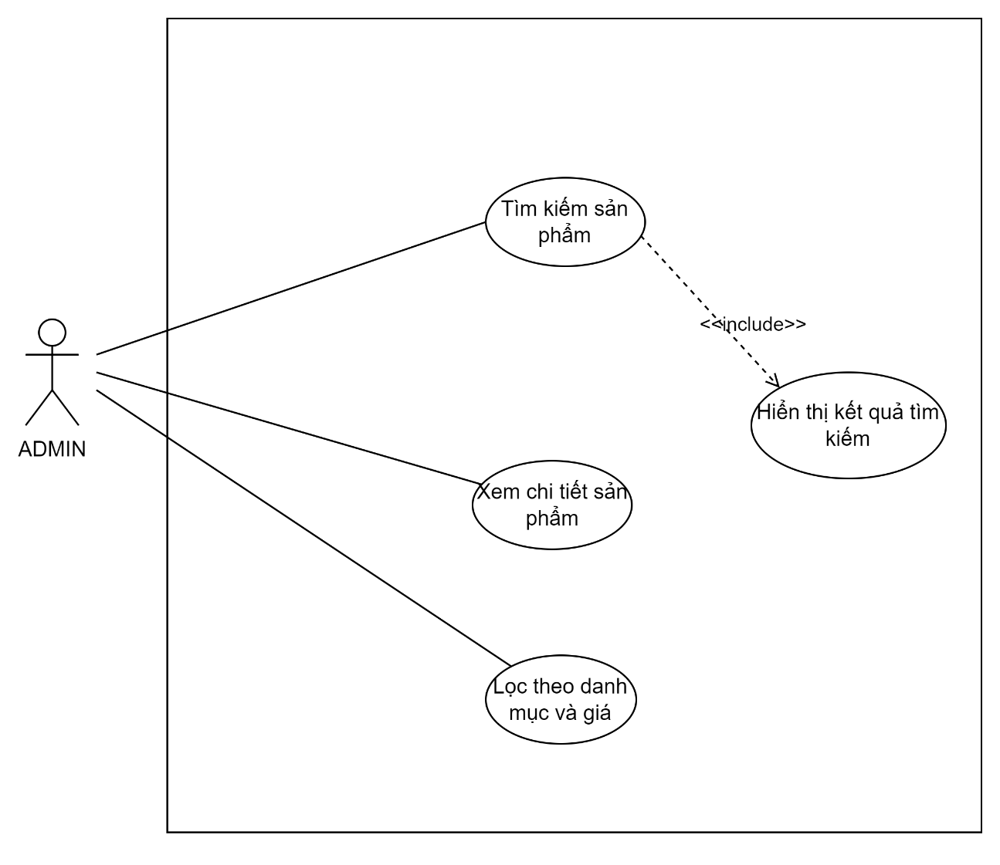 Tìm kiếm sản
phẩm
<<include>>
Hiển thị kết quả tìm
kiếm
ADMIN
Xem chi tiết sản
phẩm
Lọc theo danh
mục và giá